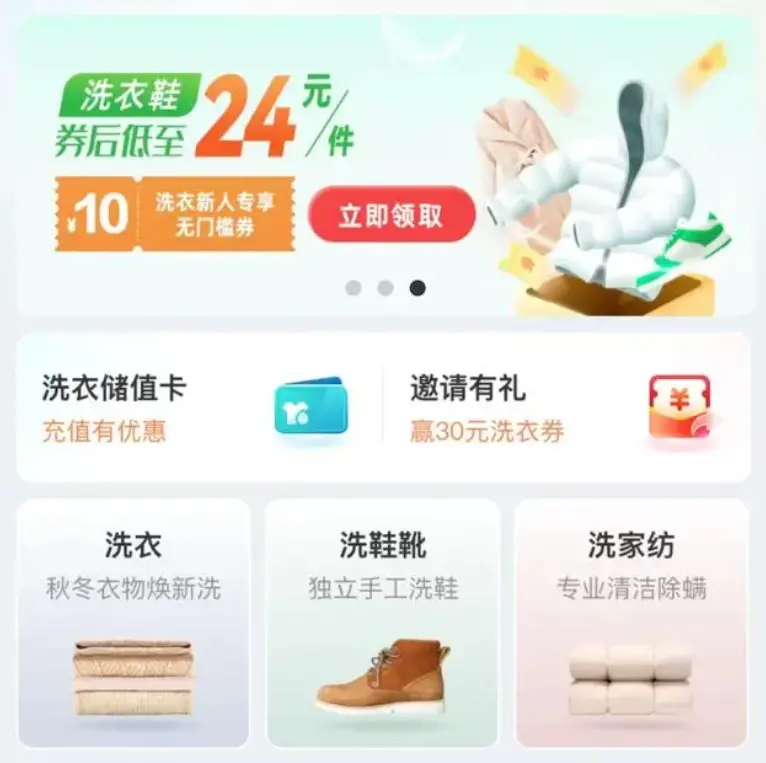 洗衣鞋
券后低至
24元/件
¥10
洗衣新人专享
无门槛券
立即领取
洗衣储值卡
充值有优惠
邀请有礼
赢30元洗衣券
¥
洗衣
秋冬衣物焕新洗
洗鞋靴
独立手工洗鞋
洗家纺
专业清洁除螨